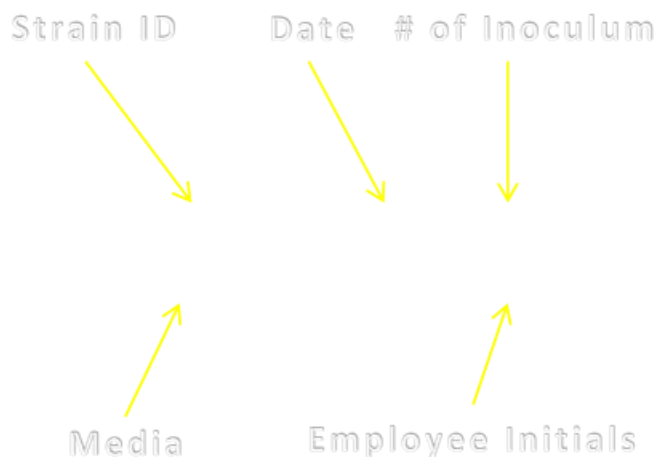 Strain ID Date # of Inoculum
Media Employee Initials